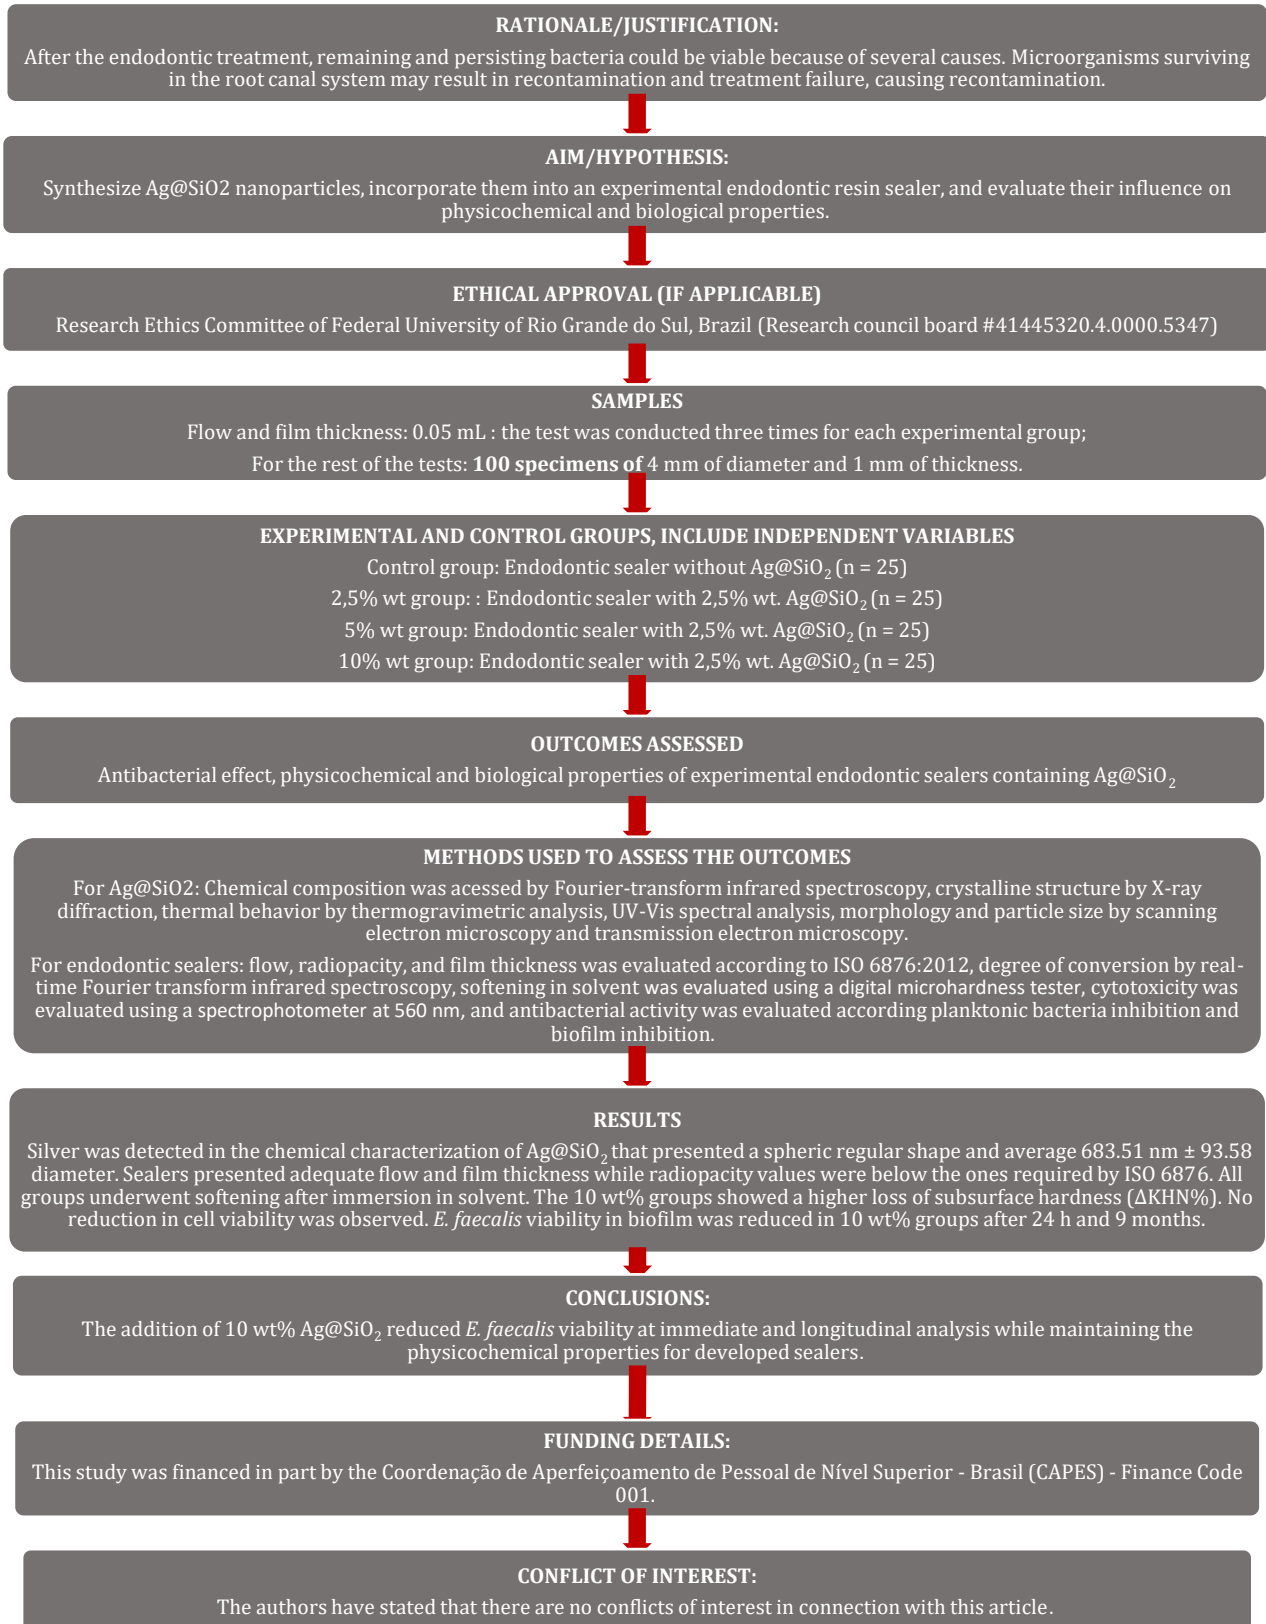 RATIONALE/JUSTIFICATION:
After the endodontic treatment, remaining and persisting bacteria could be viable because of several causes. Microorganisms surviving
in the root canal system may result in recontamination and treatment failure, causing recontamination.
AIM/HYPOTHESIS:
Synthesize Ag@SiO2 nanoparticles, incorporate them into an experimental endodontic resin sealer, and evaluate their influence on
physicochemical and biological properties.
ETHICAL APPROVAL (IF APPLICABLE)
Research Ethics Committee of Federal University of Rio Grande do Sul, Brazil (Research council board #41445320.4.0000.5347)
SAMPLES
Flow and film thickness: 0.05 mL : the test was conducted three times for each experimental group;
For the rest of the tests: 100 specimens of 4 mm of diameter and 1 mm of thickness.
EXPERIMENTAL AND CONTROL GROUPS, INCLUDE INDEPENDENT VARIABLES
Control group: Endodontic sealer without Ag@SiO₂ (n = 25)
2,5% wt group: : Endodontic sealer with 2,5% wt. Ag@SiO₂ (n = 25)
5% wt group: Endodontic sealer with 2,5% wt. Ag@SiO₂ (n = 25)
10% wt group: Endodontic sealer with 2,5% wt. Ag@SiO₂ (n = 25)
OUTCOMES ASSESSED
Antibacterial effect, physicochemical and biological properties of experimental endodontic sealers containing Ag@SiO₂
METHODS USED TO ASSESS THE OUTCOMES
For Ag@SiO2: Chemical composition was acessed by Fourier-transform infrared spectroscopy, crystalline structure by X-ray
diffraction, thermal behavior by thermogravimetric analysis, UV-Vis spectral analysis, morphology and particle size by scanning
electron microscopy and transmission electron microscopy.
For endodontic sealers: flow, radiopacity, and film thickness was evaluated according to ISO 6876:2012, degree of conversion by real-
time Fourier transform infrared spectroscopy, softening in solvent was evaluated using a digital microhardness tester, cytotoxicity was
evaluated using a spectrophotometer at 560 nm, and antibacterial activity was evaluated according planktonic bacteria inhibition and
biofilm inhibition.
RESULTS
Silver was detected in the chemical characterization of Ag@SiO₂ that presented a spheric regular shape and average 683.51 nm ± 93.58
diameter. Sealers presented adequate flow and film thickness while radiopacity values were below the ones required by ISO 6876. All
groups underwent softening after immersion in solvent. The 10 wt% groups showed a higher loss of subsurface hardness (ΔKHN%). No
reduction in cell viability was observed. E. faecalis viability in biofilm was reduced in 10 wt% groups after 24 h and 9 months.
CONCLUSIONS:
The addition of 10 wt% Ag@SiO₂ reduced E. faecalis viability at immediate and longitudinal analysis while maintaining the
physicochemical properties for developed sealers.
FUNDING DETAILS:
This study was financed in part by the Coordenação de Aperfeiçoamento de Pessoal de Nível Superior - Brasil (CAPES) - Finance Code
001.
CONFLICT OF INTEREST:
The authors have stated that there are no conflicts of interest in connection with this article.